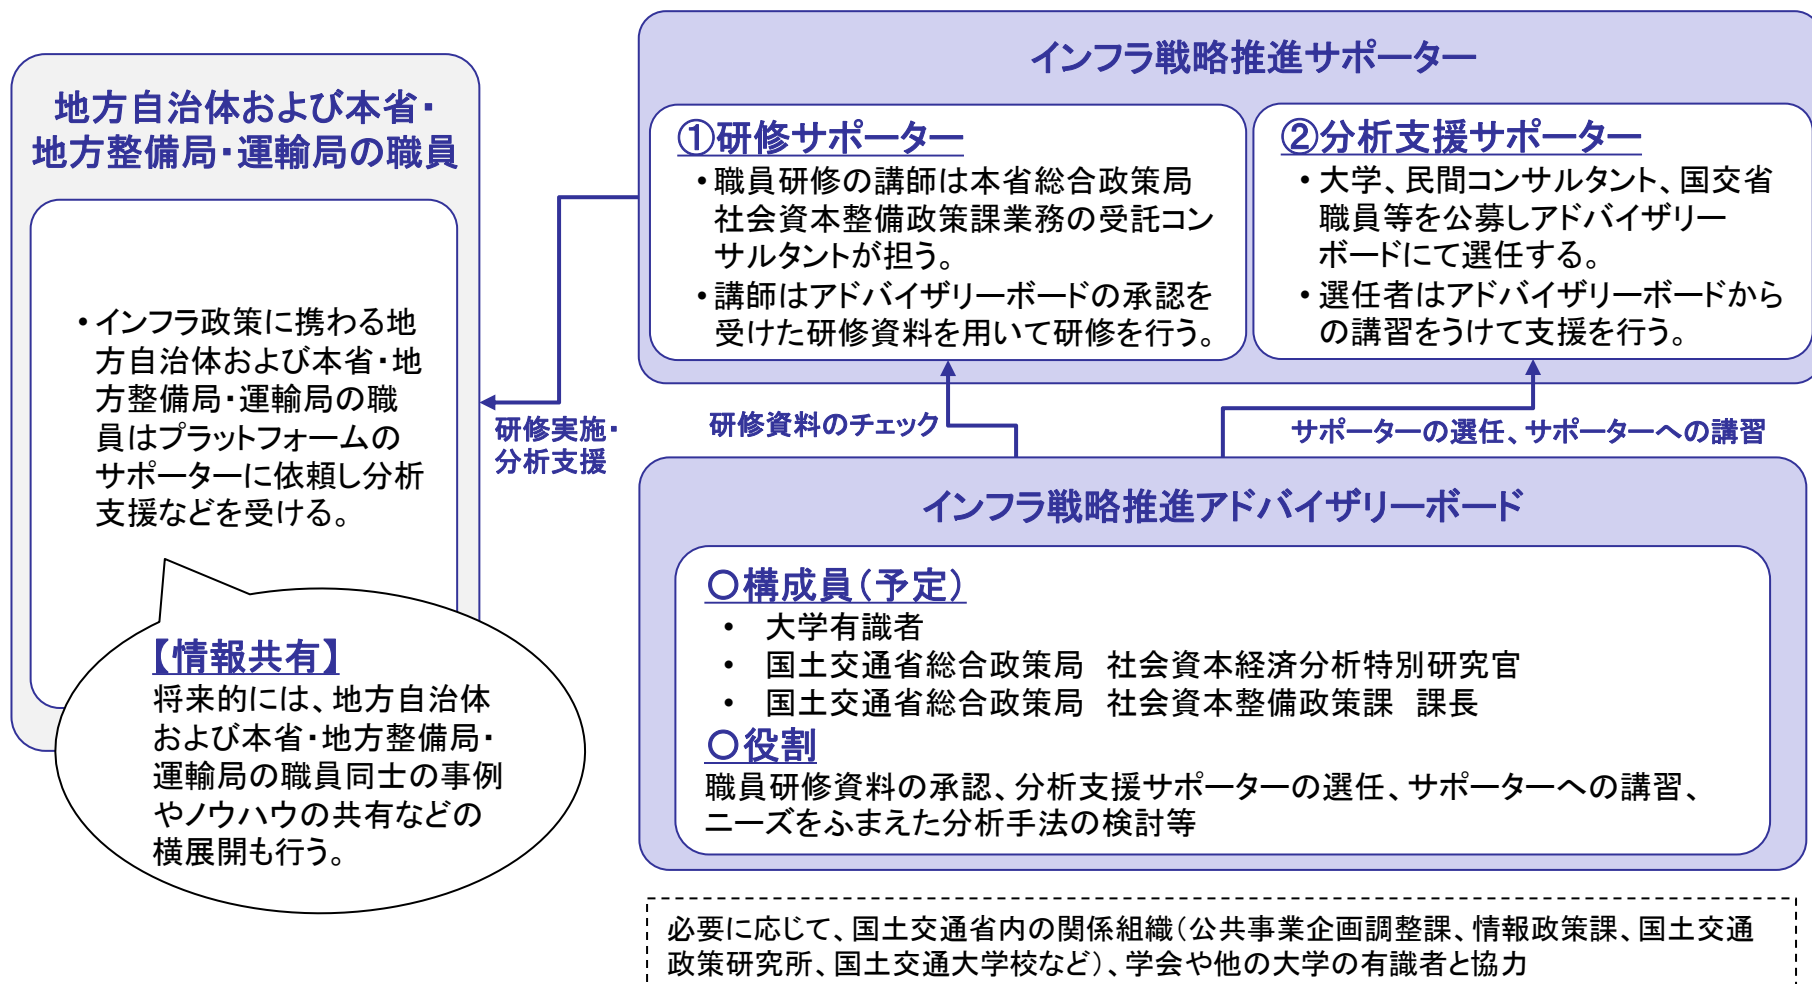 地方自治体および本省・
地方整備局・運輸局の職員
・インフラ政策に携わる地
方自治体および本省・地
方整備局・運輸局の職
員はプラットフォームの
サポーターに依頼し分析
支援などを受ける。
【情報共有】
将来的には、地方自治体
および本省・地方整備局・
運輸局の職員同士の事例
やノウハウの共有などの
横展開も行う。
研修実施・
分析支援
インフラ戦略推進サポーター
①研修サポーター
・職員研修の講師は本省総合政策局
社会資本整備政策課業務の受託コン
サルタントが担う。
・講師はアドバイザリーボードの承認を
受けた研修資料を用いて研修を行う。
②分析支援サポーター
・大学、民間コンサルタント、国交省
職員等を公募しアドバイザリー
ボードにて選任する。
・選任者はアドバイザリーボードから
の講習をうけて支援を行う。
研修資料のチェック
サポーターの選任、サポーターへの講習
インフラ戦略推進アドバイザリーボード
○構成員（予定）
・ 大学有識者
・ 国土交通省総合政策局 社会資本経済分析特別研究官
・ 国土交通省総合政策局 社会資本整備政策課 課長
○役割
職員研修資料の承認、分析支援サポーターの選任、サポーターへの講習、
ニーズをふまえた分析手法の検討等
必要に応じて、国土交通省内の関係組織（公共事業企画調整課、情報政策課、国土交通
政策研究所、国土交通大学校など）、学会や他の大学の有識者と協力